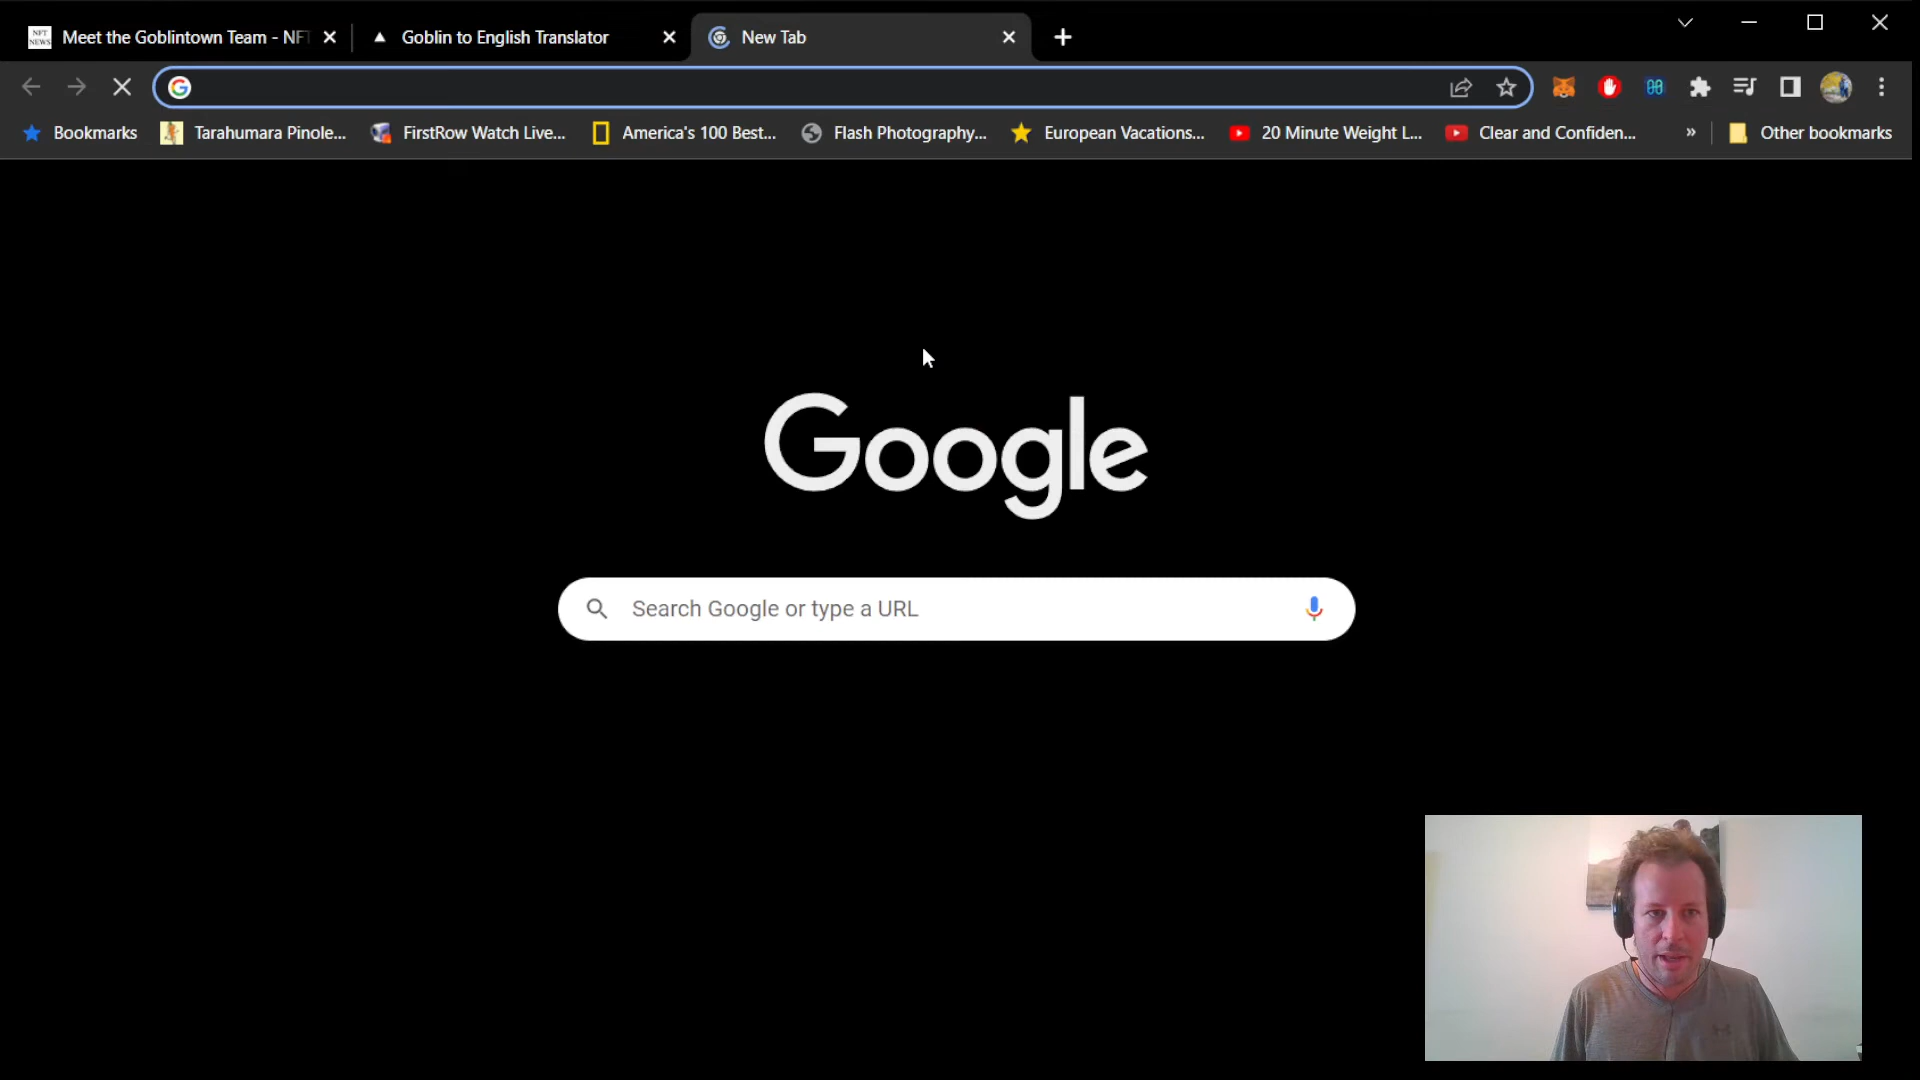 Meet the Goblintown Team - NFT
Goblin to English Translator
New Tab
Bookmarks
Tarahumara Pinole...
FirstRow Watch Live...
America's 100 Best...
Flash Photography...
European Vacations...
20 Minute Weight L...
Clear and Confiden...
»
Other bookmarks
Google
Search Google or type a URL